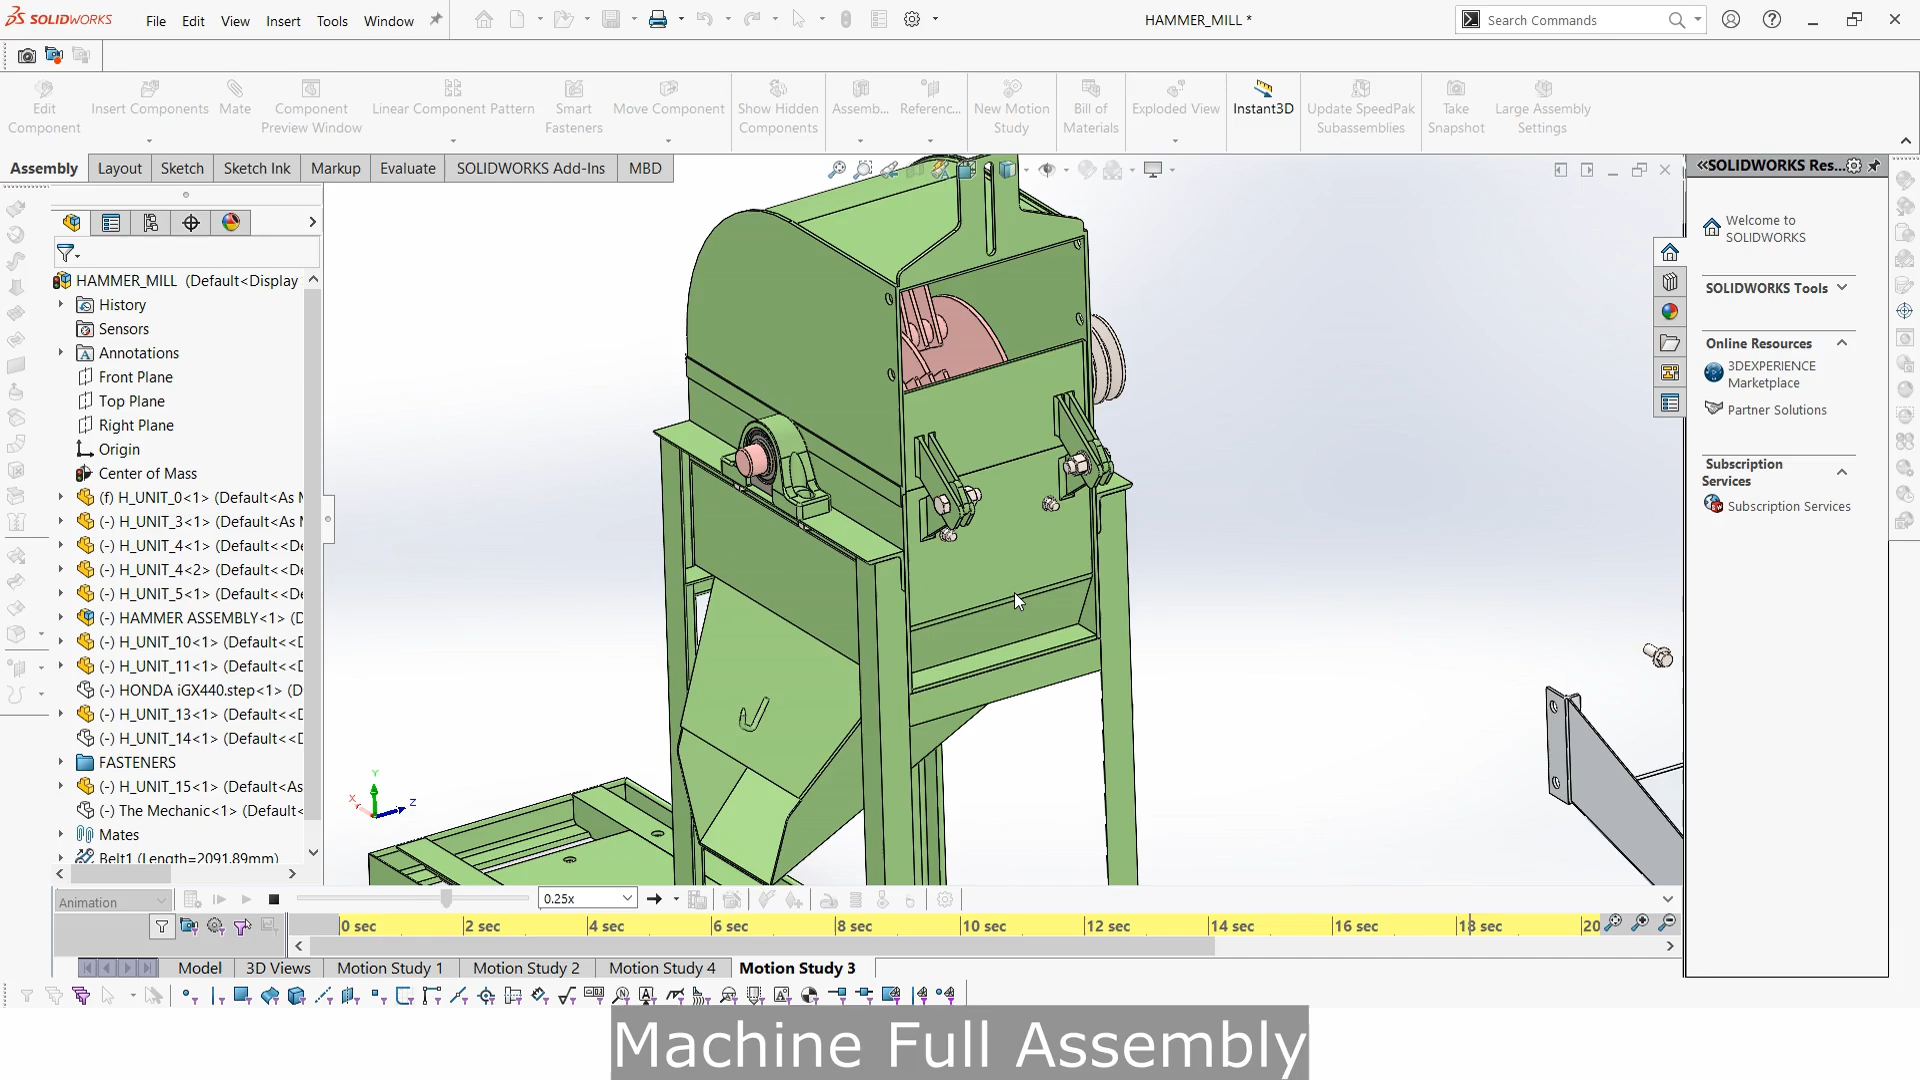 SOLIDWORKS
File Edit View Insert Tools Window
HAMMER_MILL *
Search Commands
Edit Component
Insert Components
Mate
Component Preview Window
Linear Component Pattern
Smart Fasteners
Move Component
Show Hidden Components
Assemb...
Referenc...
New Motion Study
Bill of Materials
Exploded View
Instant3D
Update SpeedPak Subassemblies
Take Snapshot
Large Assembly Settings
Assembly Layout Sketch Sketch Ink Markup Evaluate SOLIDWORKS Add-Ins MBD
HAMMER_MILL (Default<Display
History
Sensors
Annotations
Front Plane
Top Plane
Right Plane
Origin
Center of Mass
(f) H_UNIT_0<1> (Default<As M
(-) H_UNIT_3<1> (Default<As M
(-) H_UNIT_4<1> (Default<<De
(-) H_UNIT_4<2> (Default<<De
(-) H_UNIT_5<1> (Default<<De
(-) HAMMER ASSEMBLY<1> (D
(-) H_UNIT_10<1> (Default<<D
(-) H_UNIT_11<1> (Default<<D
(-) HONDA iGX440.step<1> (D
(-) H_UNIT_13<1> (Default<<D
(-) H_UNIT_14<1> (Default<<D
FASTENERS
(-) H_UNIT_15<1> (Default<As
(-) The Mechanic<1> (Default<
Mates
Belt1 (Length=2091.89mm)
Y
X
Z
SOLIDWORKS Res...
Welcome to
SOLIDWORKS
SOLIDWORKS Tools
Online Resources
3DEXPERIENCE
Marketplace
Partner Solutions
Subscription
Services
Subscription Services
Animation
0.25x
0 sec 2 sec 4 sec 6 sec 8 sec 10 sec 12 sec 14 sec 16 sec 18 sec 20
Model 3D Views Motion Study 1 Motion Study 2 Motion Study 4 Motion Study 3
Machine Full Assembly